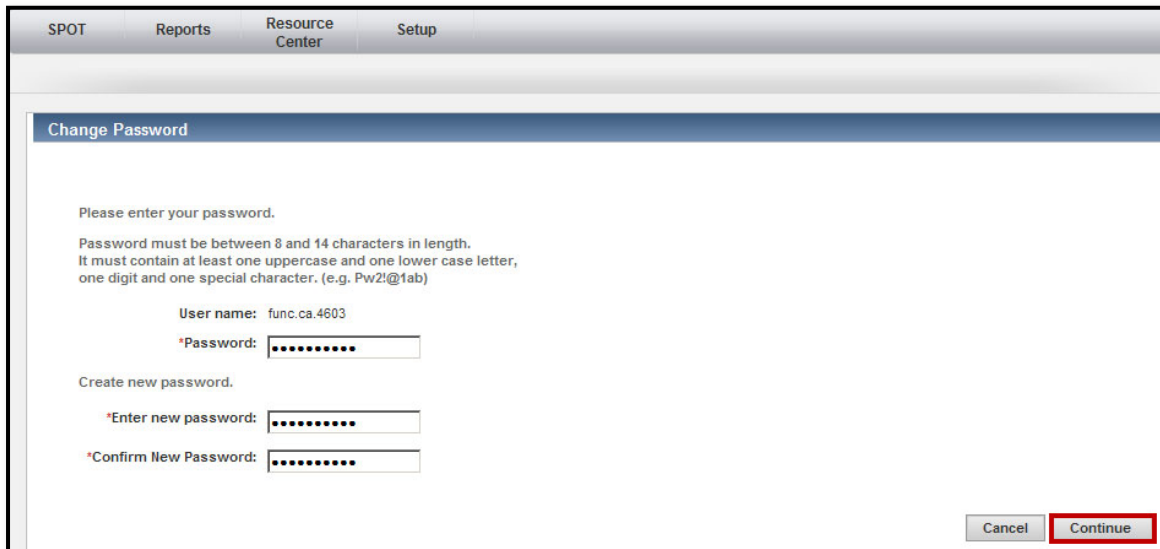 SPOT Reports Resource Center Setup
Change Password
Please enter your password.
Password must be between 8 and 14 characters in length.
It must contain at least one uppercase and one lower case letter,
one digit and one special character. (e.g. Pw2!@1ab)
User name: func.ca.4603
*Password: ••••••••••
Create new password.
*Enter new password: ••••••••••
*Confirm New Password: ••••••••••
Cancel Continue